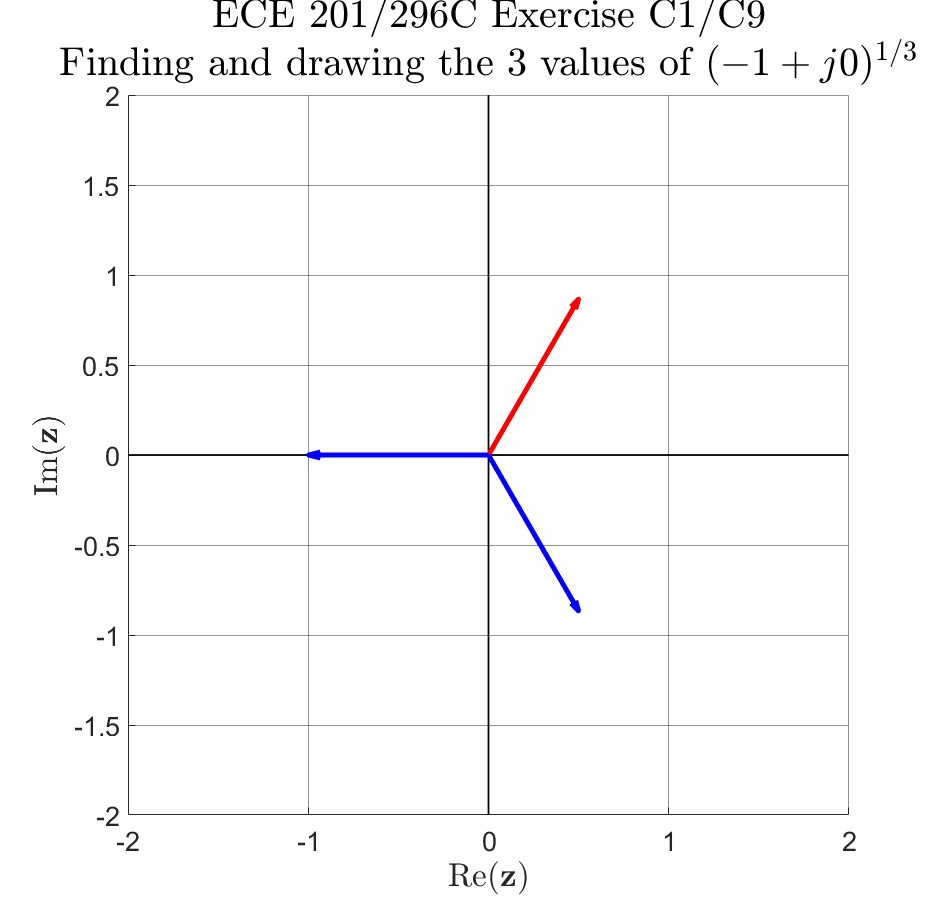 ECE 201/296C Exercise C1/C9
Finding and drawing the 3 values of (−1 + j0)^{1/3}
2
1.5
1
0.5
0
-0.5
-1
-1.5
-2
-2 -1 0 1 2
Im(z)
Re(z)